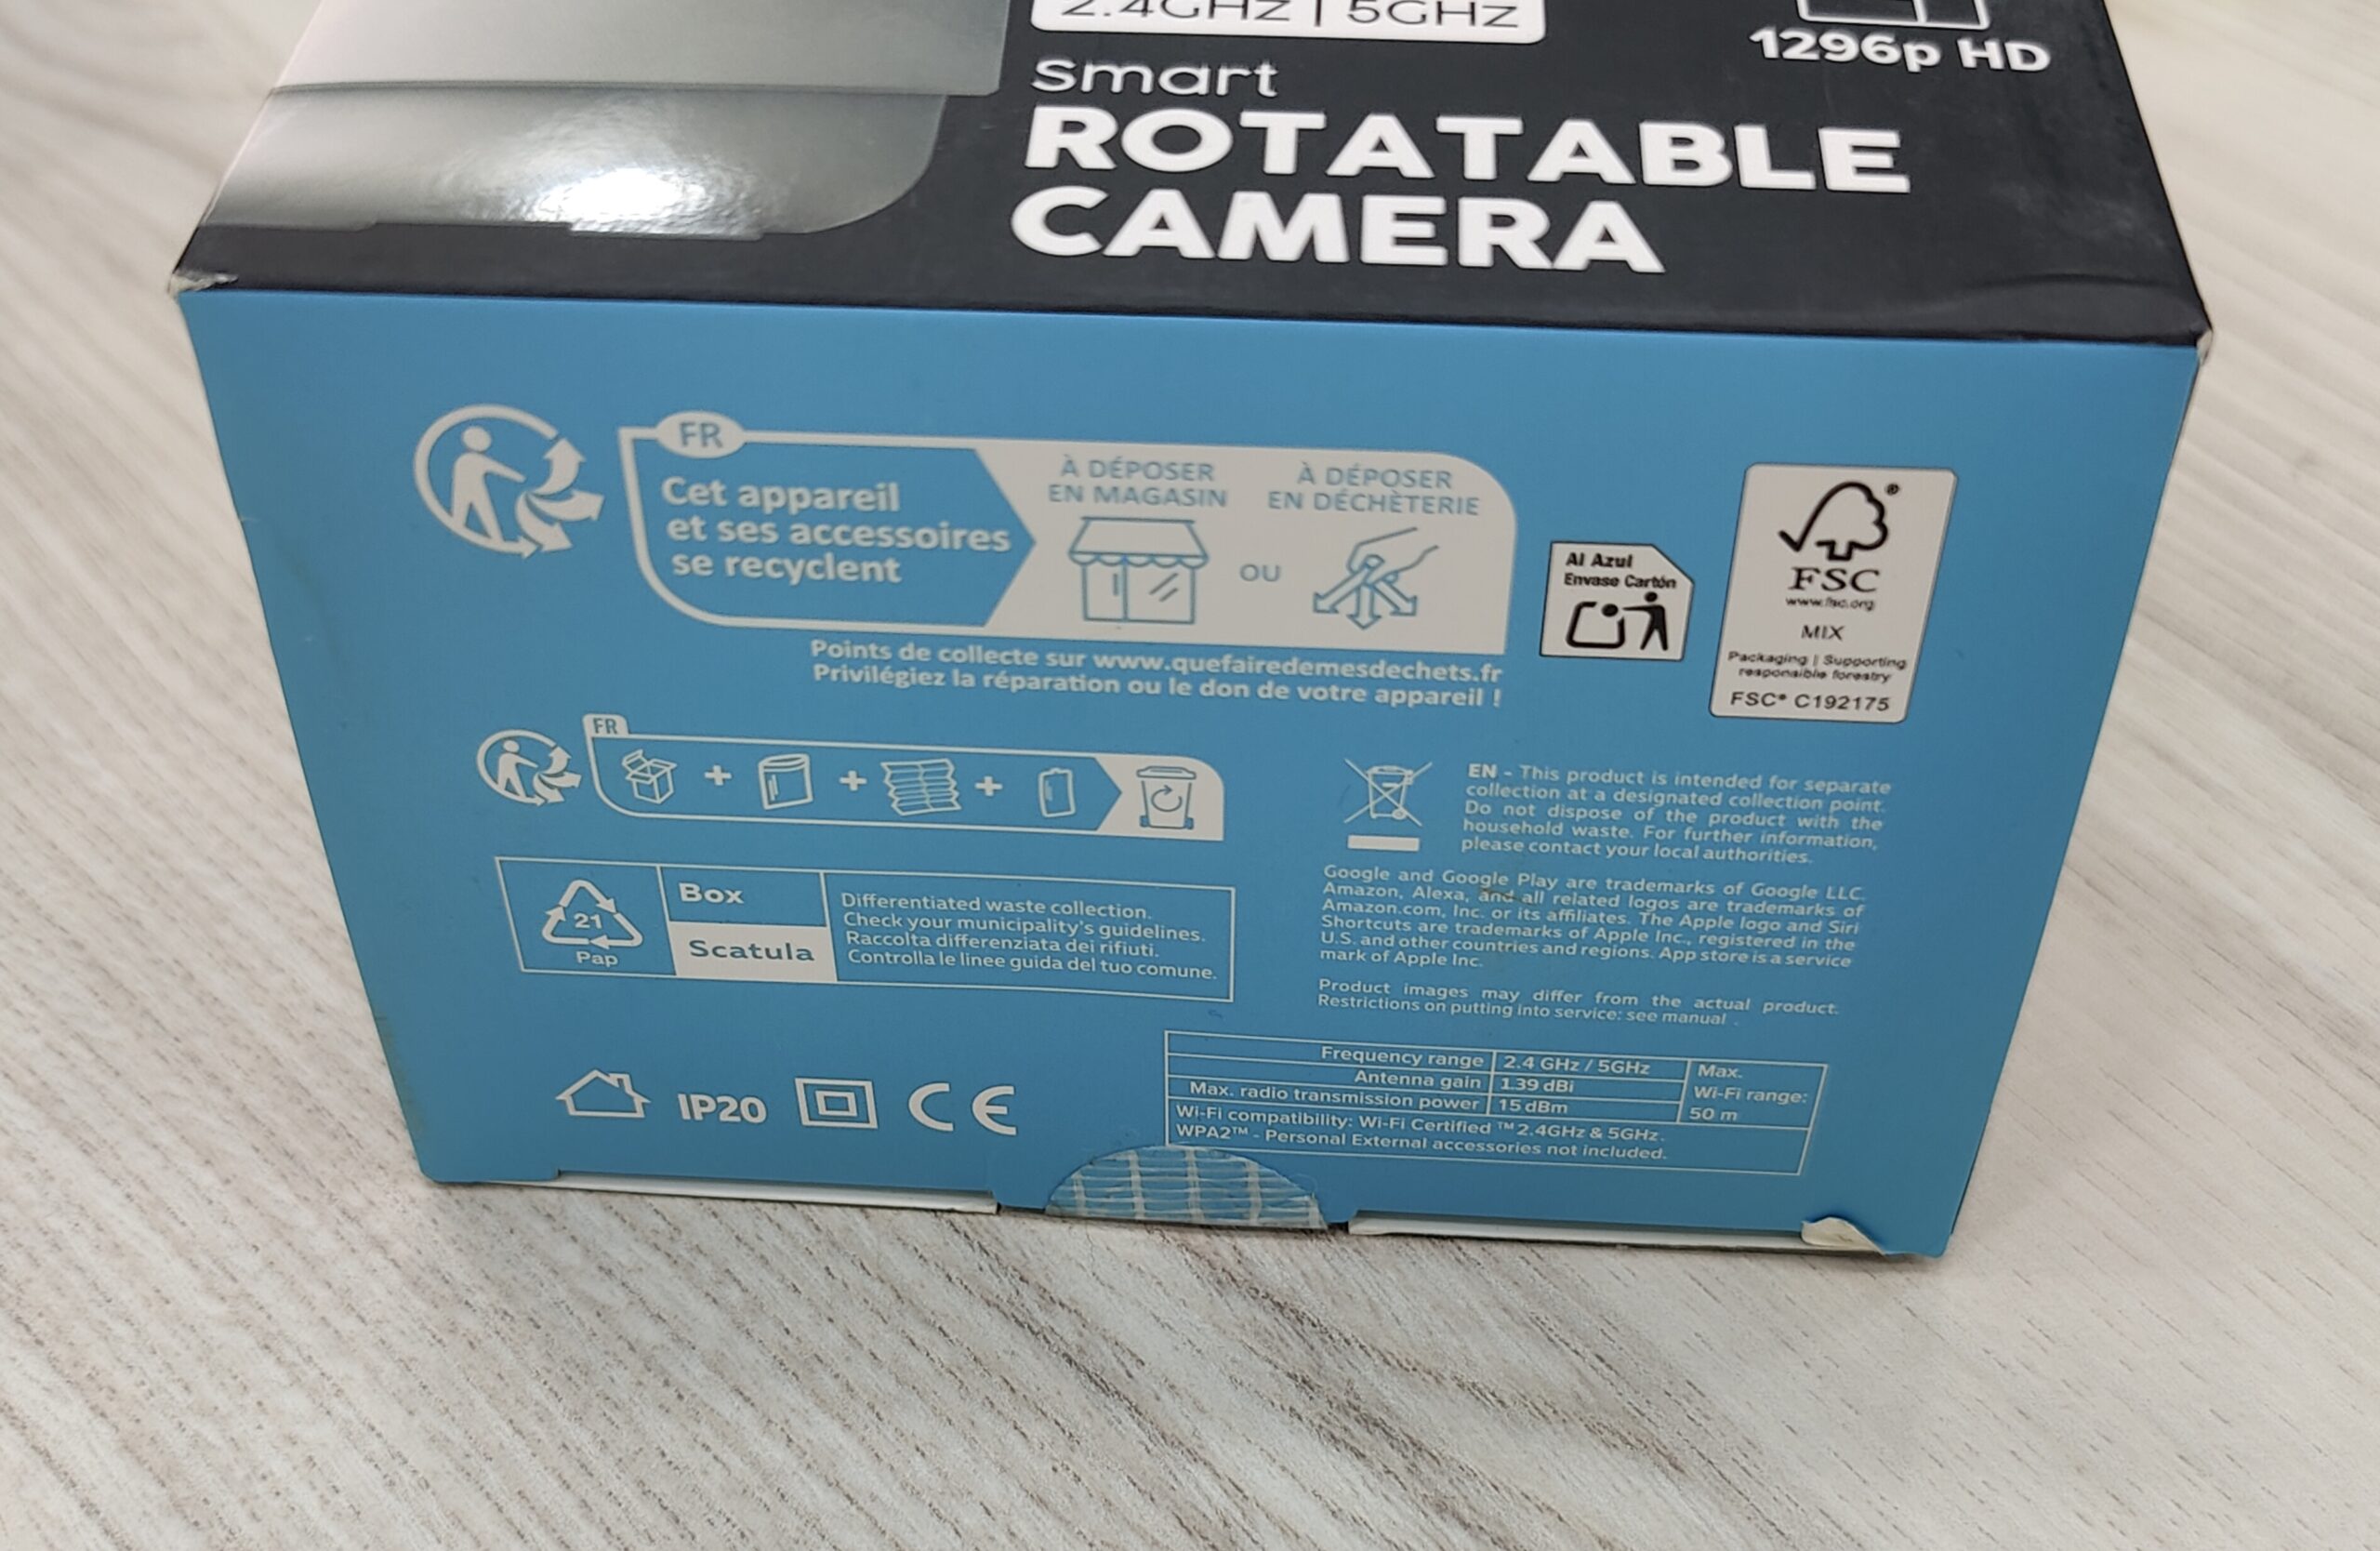 2.4GHz | 5GHz
1296p HD
smart
ROTATABLE
CAMERA
FR
Cet appareil
et ses accessoires
se recyclent
À DÉPOSER
EN MAGASIN
OU
À DÉPOSER
EN DÉCHÈTERIE
Points de collecte sur www.quefairedemesdechets.fr
Privilégiez la réparation ou le don de votre appareil !
Al Azul
Envase Cartón
FSC
®
www.fsc.org
MIX
Packaging | Supporting
responsible forestry
FSC® C192175
FR
+ + +
21
Pap
Box
Scatula
Differentiated waste collection.
Check your municipality's guidelines.
Raccolta differenziata dei rifiuti.
Controlla le linee guida del tuo comune.
EN - This product is intended for separate
collection at a designated collection point.
Do not dispose of the product with the
household waste. For further information,
please contact your local authorities.
Google and Google Play are trademarks of Google LLC.
Amazon, Alexa, and all related logos are trademarks of
Amazon.com, Inc. or its affiliates. The Apple logo and Siri
Shortcuts are trademarks of Apple Inc., registered in the
U.S. and other countries and regions. App store is a service
mark of Apple Inc.
Product images may differ from the actual product.
Restrictions on putting into service: see manual .
IP20
CE
Frequency range 2.4 GHz / 5GHz
Antenna gain 1.39 dBi
Max. radio transmission power 15 dBm
Max.
Wi-Fi range:
50 m
Wi-Fi compatibility: Wi-Fi Certified ™ 2.4GHz & 5GHz.
WPA2™ - Personal External accessories not included.